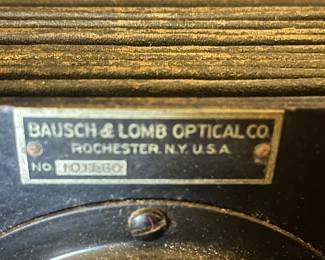 BAUSCH & LOMB OPTICAL CO.
ROCHESTER. N.Y. U.S.A.
NO.